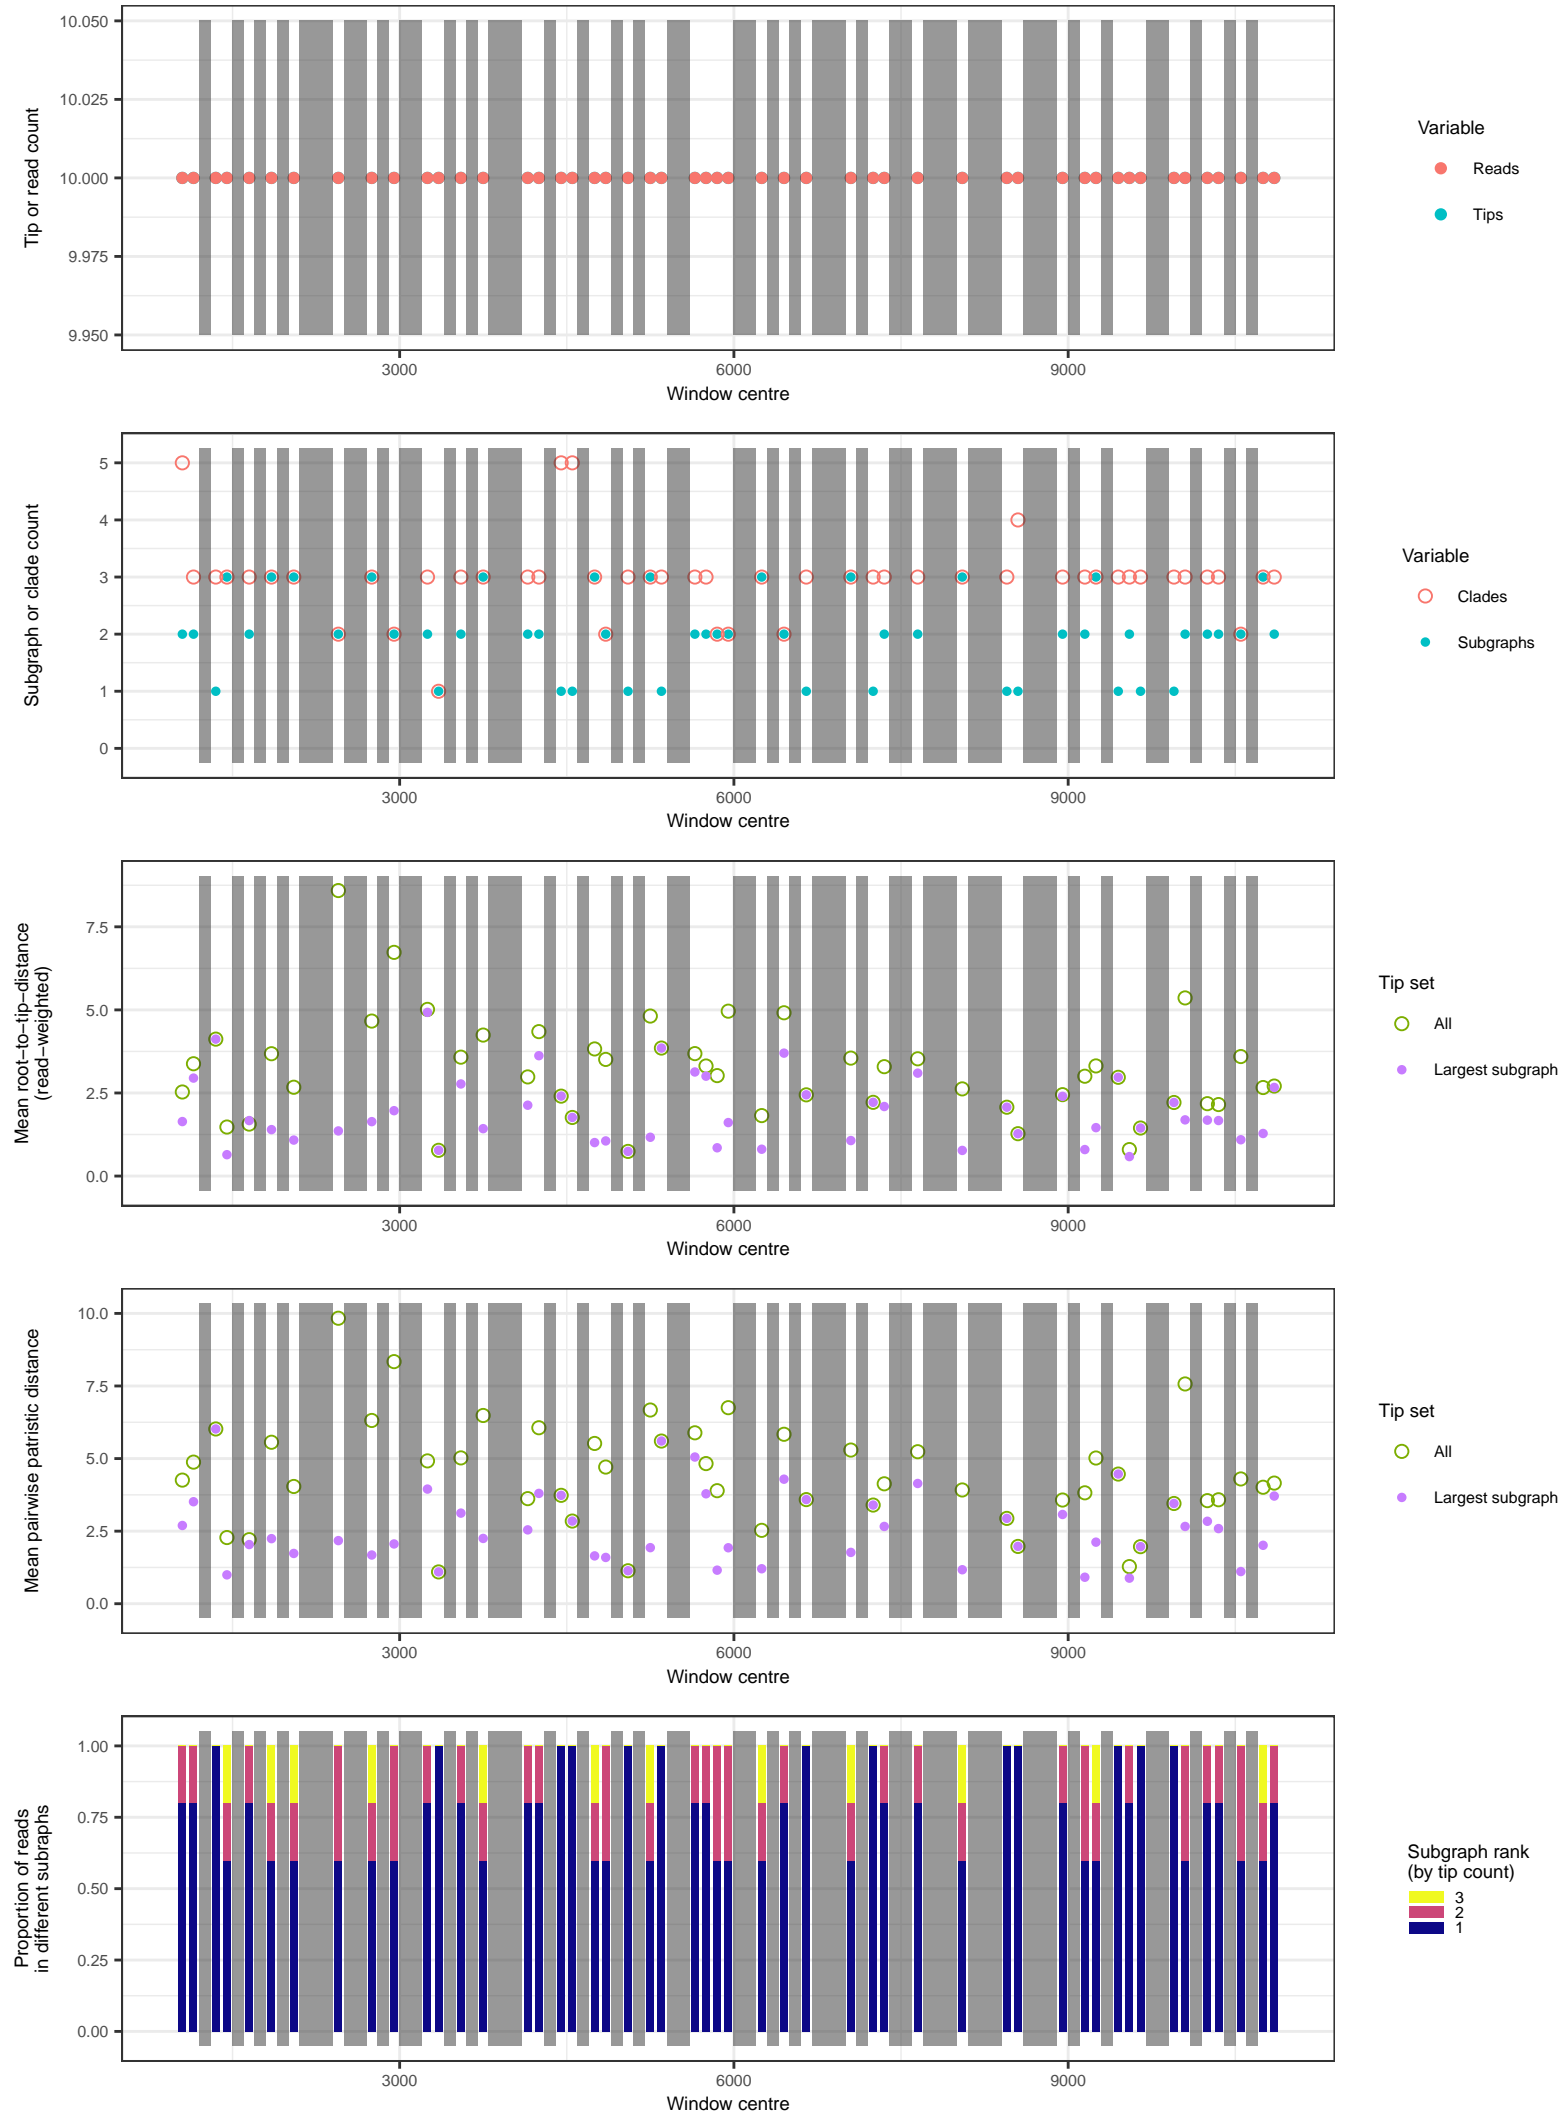 10.050
10.025
10.000
9.975
9.950
Tip or read count
3000 6000 9000
Window centre
Variable
Reads
Tips
5
4
3
2
1
0
Subgraph or clade count
3000 6000 9000
Window centre
Variable
Clades
Subgraphs
7.5
5.0
2.5
0.0
Mean root−to−tip−distance
(read−weighted)
3000 6000 9000
Window centre
Tip set
All
Largest subgraph
10.0
7.5
5.0
2.5
0.0
Mean pairwise patristic distance
3000 6000 9000
Window centre
Tip set
All
Largest subgraph
1.00
0.75
0.50
0.25
0.00
Proportion of reads
in different subraphs
3000 6000 9000
Window centre
Subgraph rank
(by tip count)
3
2
1